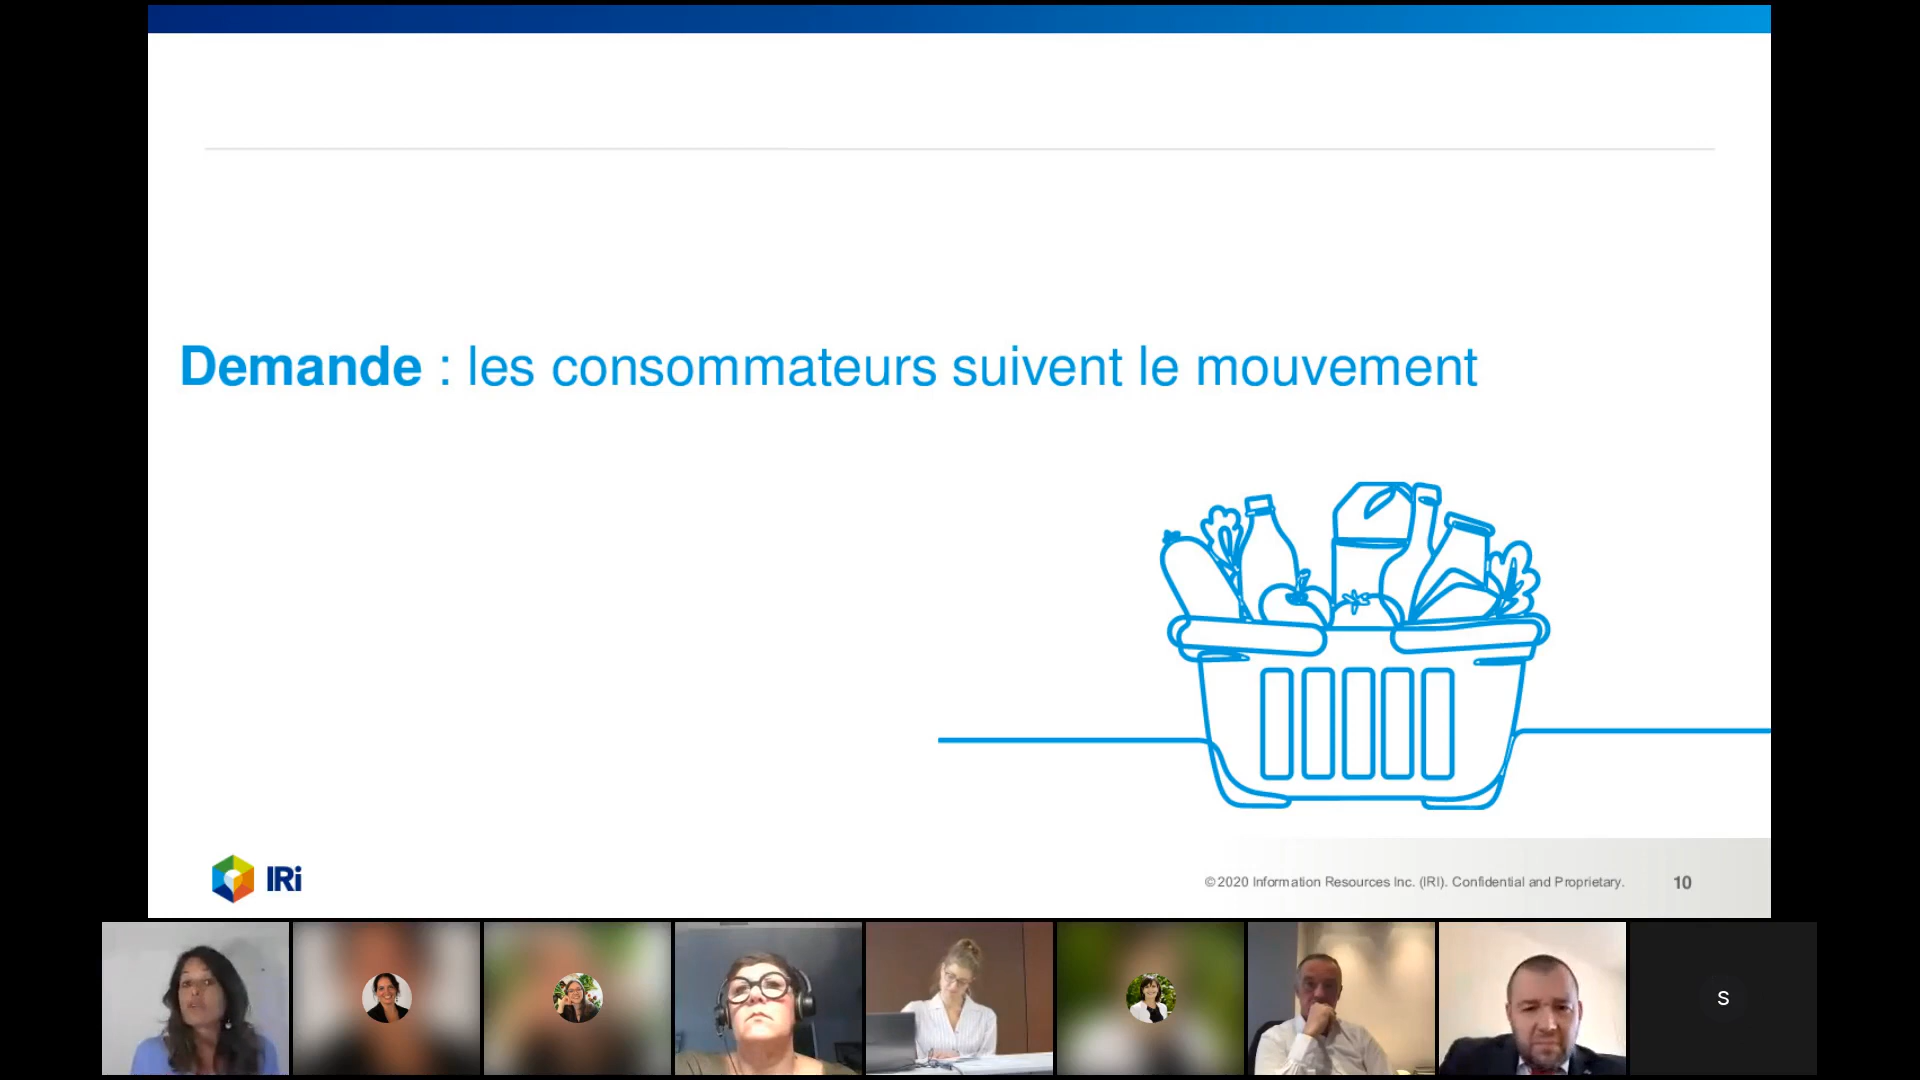 Demande : les consommateurs suivent le mouvement
IRi
© 2020 Information Resources Inc. (IRI). Confidential and Proprietary.
10
S